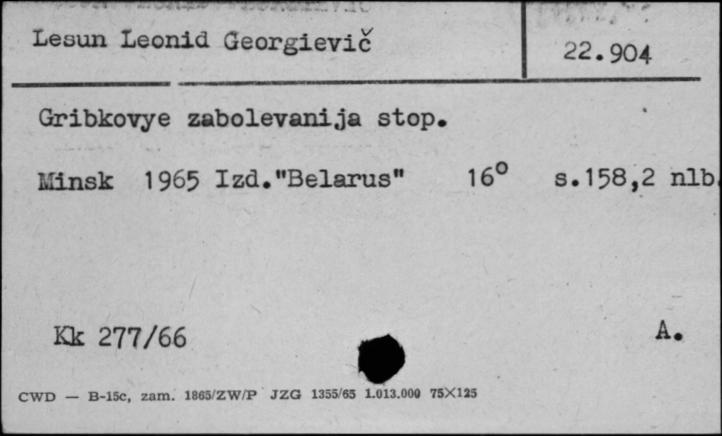 Lesun Leonid Georgievič
22.904
Gribkovye zabolevanija stop.
Minsk 1965 Izd."Belarus" 16° s.158,2 nlb.
Kk 277/66
A.
CWD — B-15c, zam. 1865/ZW/P JZG 1355/65 1.013.000 75X125